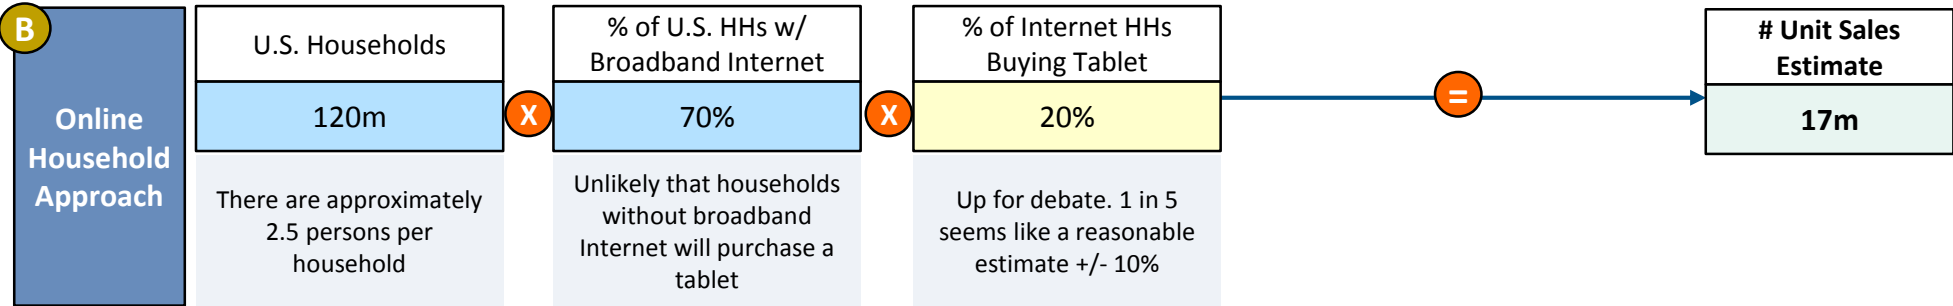 B
Online
Household
Approach
U.S. Households
120m
There are approximately
2.5 persons per
household
X
% of U.S. HHs w/
Broadband Internet
70%
Unlikely that households
without broadband
Internet will purchase a
tablet
X
% of Internet HHs
Buying Tablet
20%
Up for debate. 1 in 5
seems like a reasonable
estimate +/- 10%
=
# Unit Sales
Estimate
17m